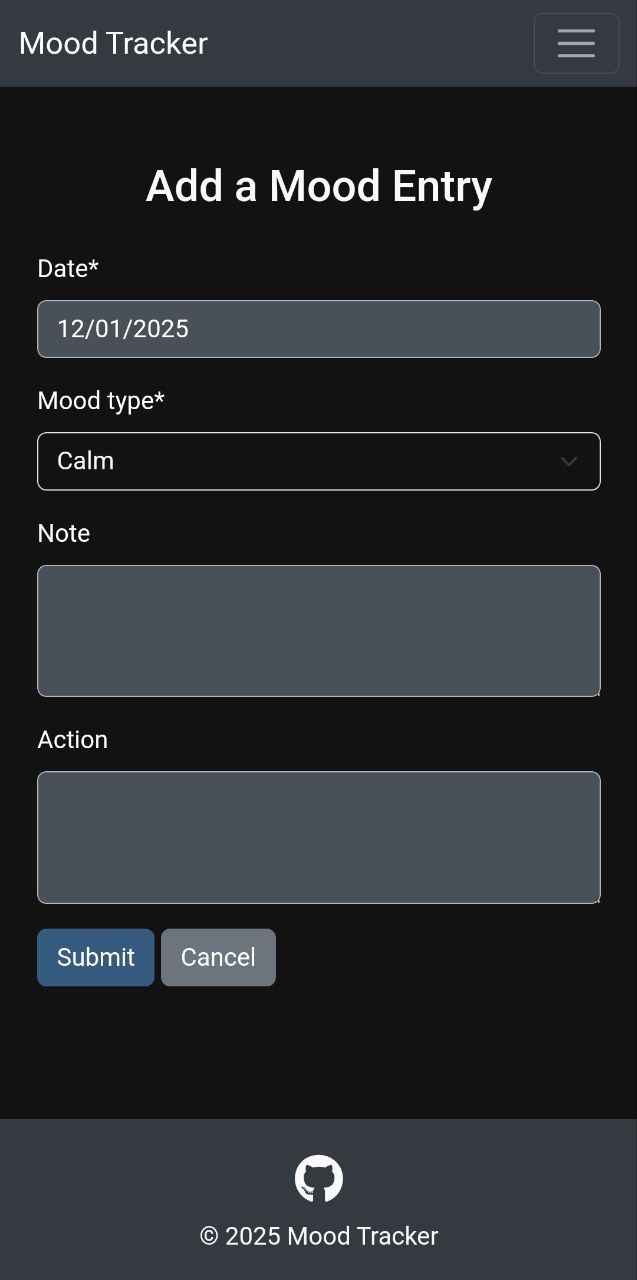 Mood Tracker
Add a Mood Entry
Date*
12/01/2025
Mood type*
Calm
Note
Action
Submit Cancel
© 2025 Mood Tracker